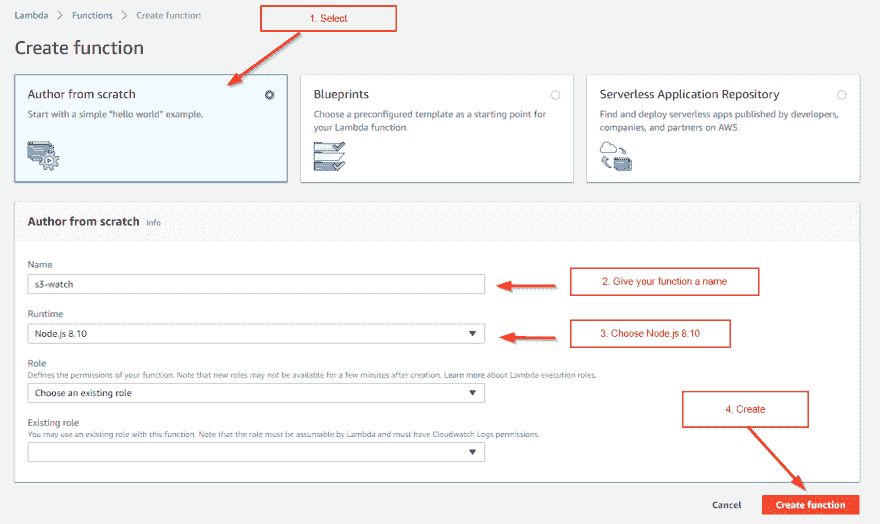 Lambda > Functions > Create function
1. Select
Create function
Author from scratch
Start with a simple "hello world" example.
Blueprints
Choose a preconfigured template as a starting point for
your Lambda function.
Serverless Application Repository
Find and deploy serverless apps published by developers,
companies, and partners on AWS.
Author from scratch Info
Name
s3-watch
2. Give your function a name
Runtime
Node.js 8.10
3. Choose Node.js 8.10
Role
Defines the permissions of your function. Note that new roles may not be available for a few minutes after creation. Learn more about Lambda execution roles.
Choose an existing role
4. Create
Existing role
You may use an existing role with this function. Note that the role must be assumable by Lambda and must have Cloudwatch Logs permissions.
Cancel
Create function